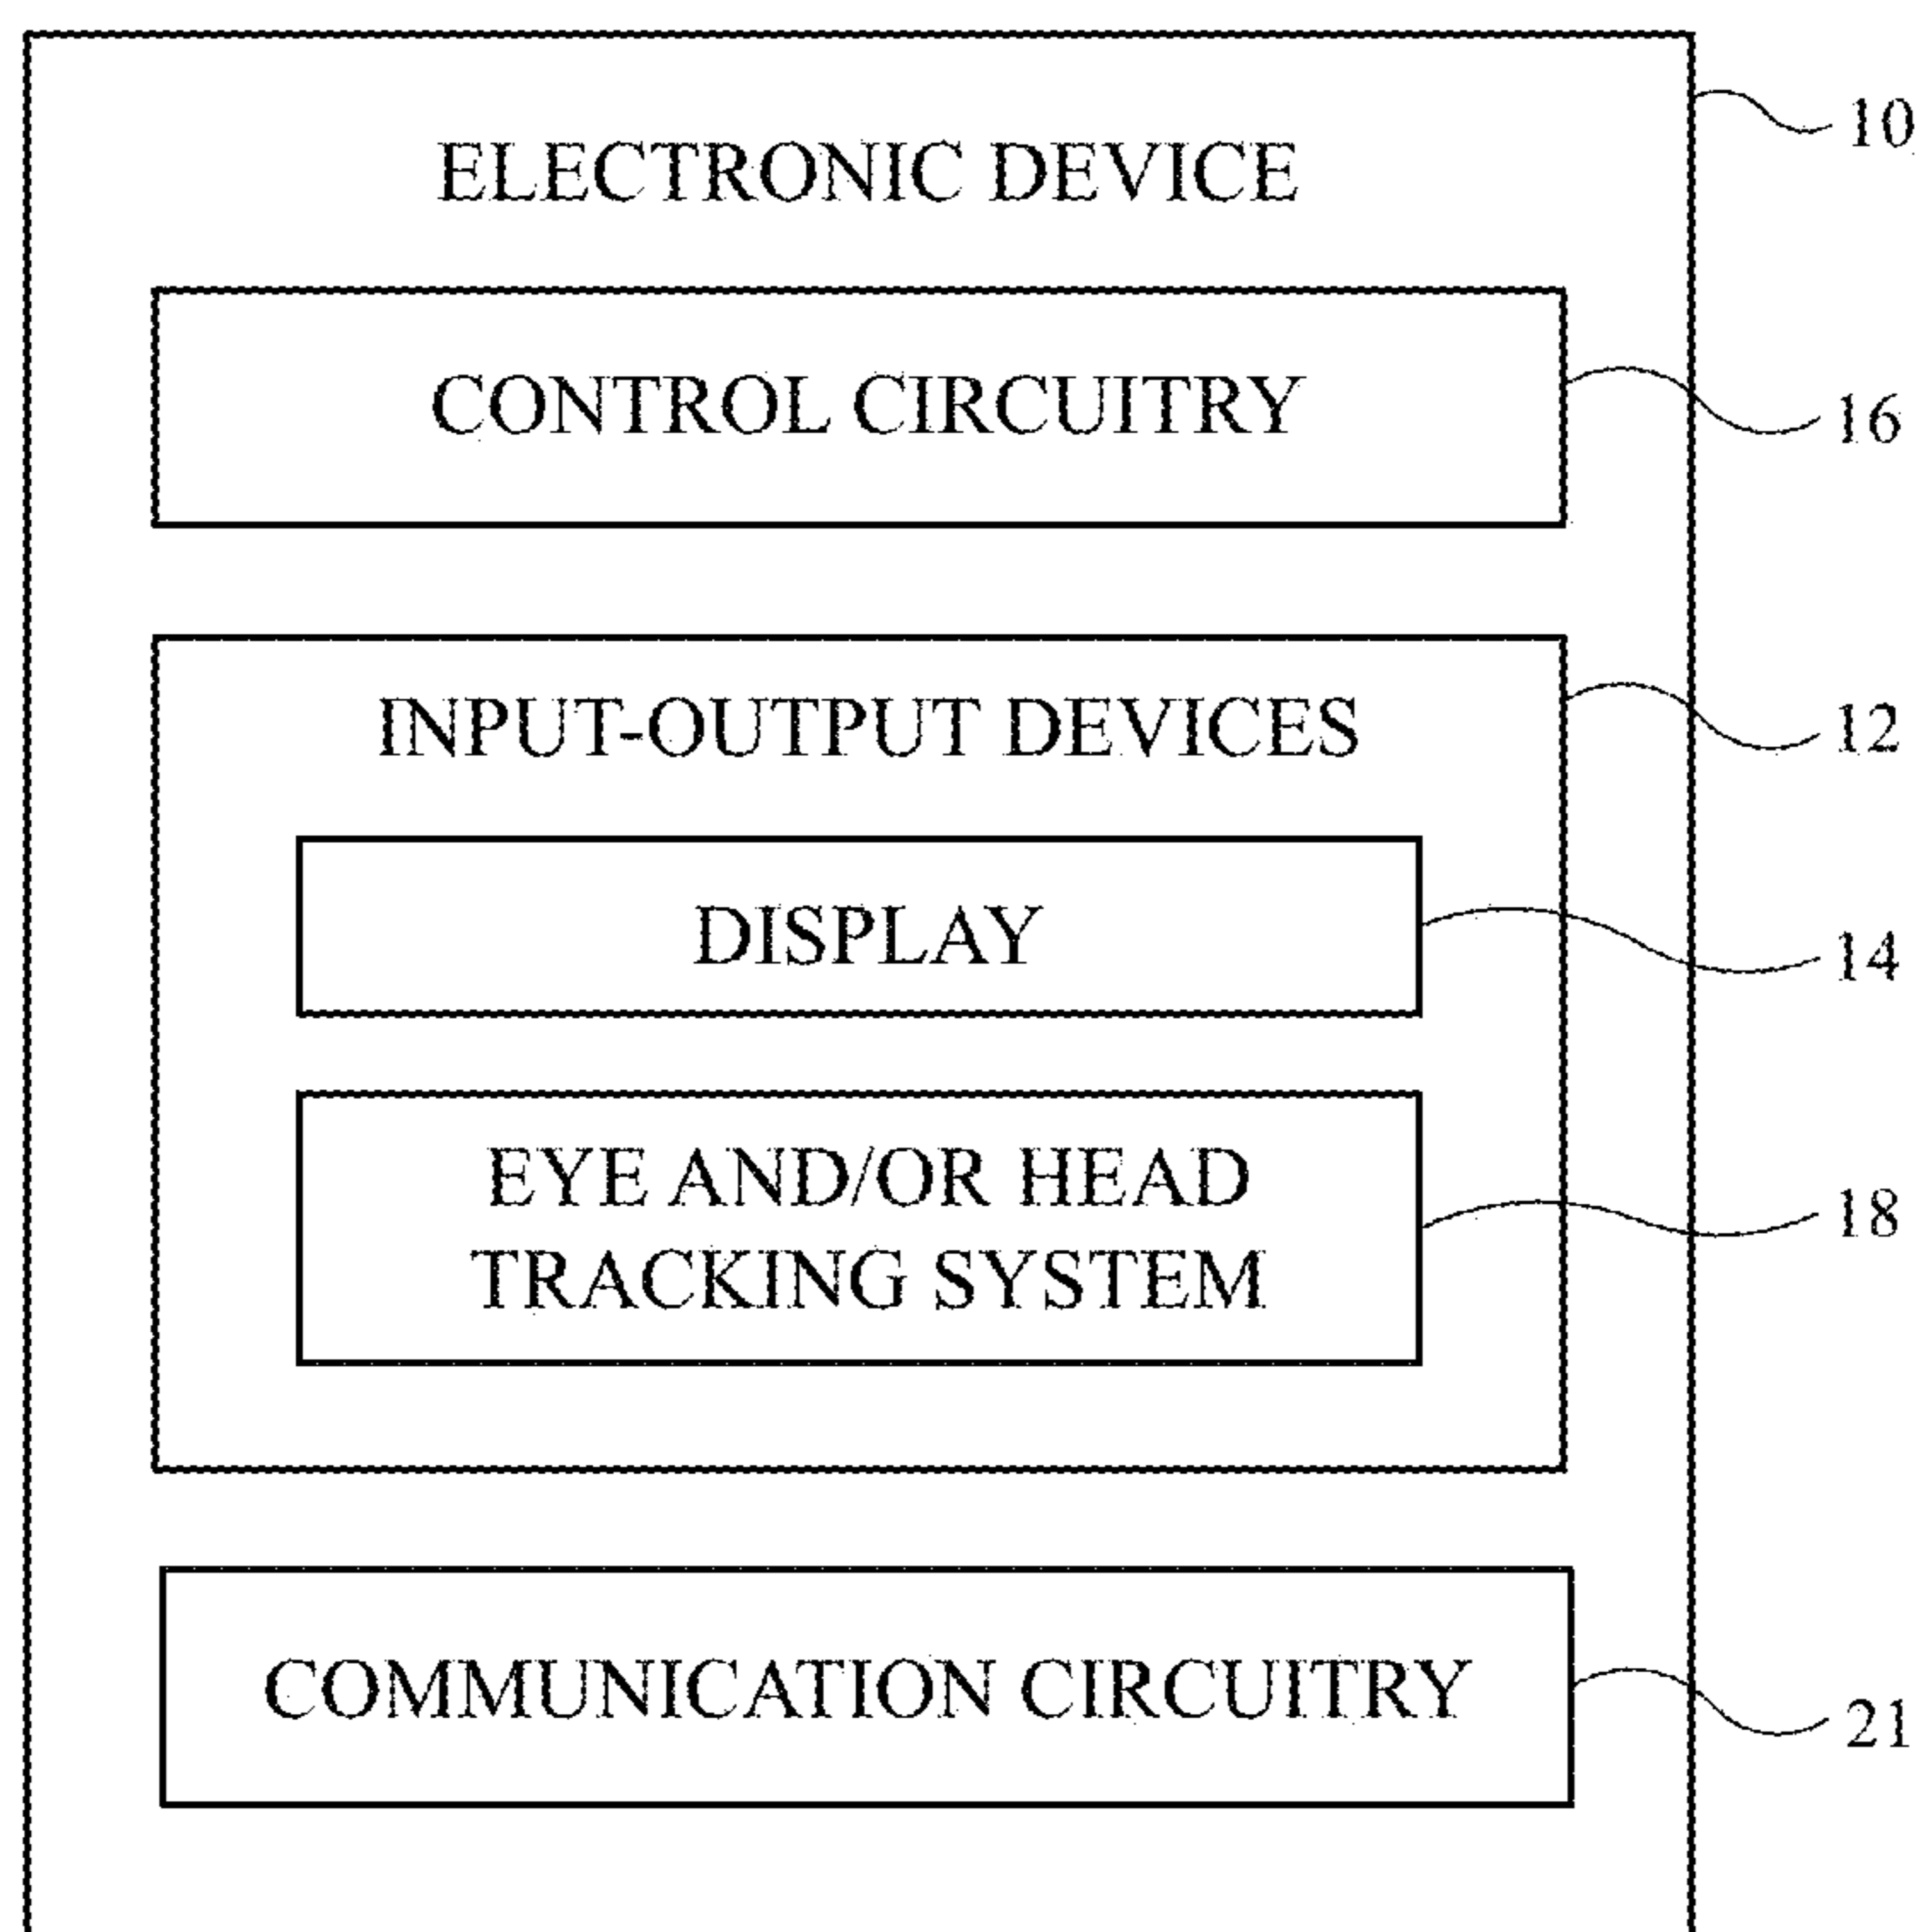 10
ELECTRONIC DEVICE
CONTROL CIRCUITRY
16
INPUT-OUTPUT DEVICES
12
DISPLAY
14
EYE AND/OR HEAD
TRACKING SYSTEM
18
COMMUNICATION CIRCUITRY
21